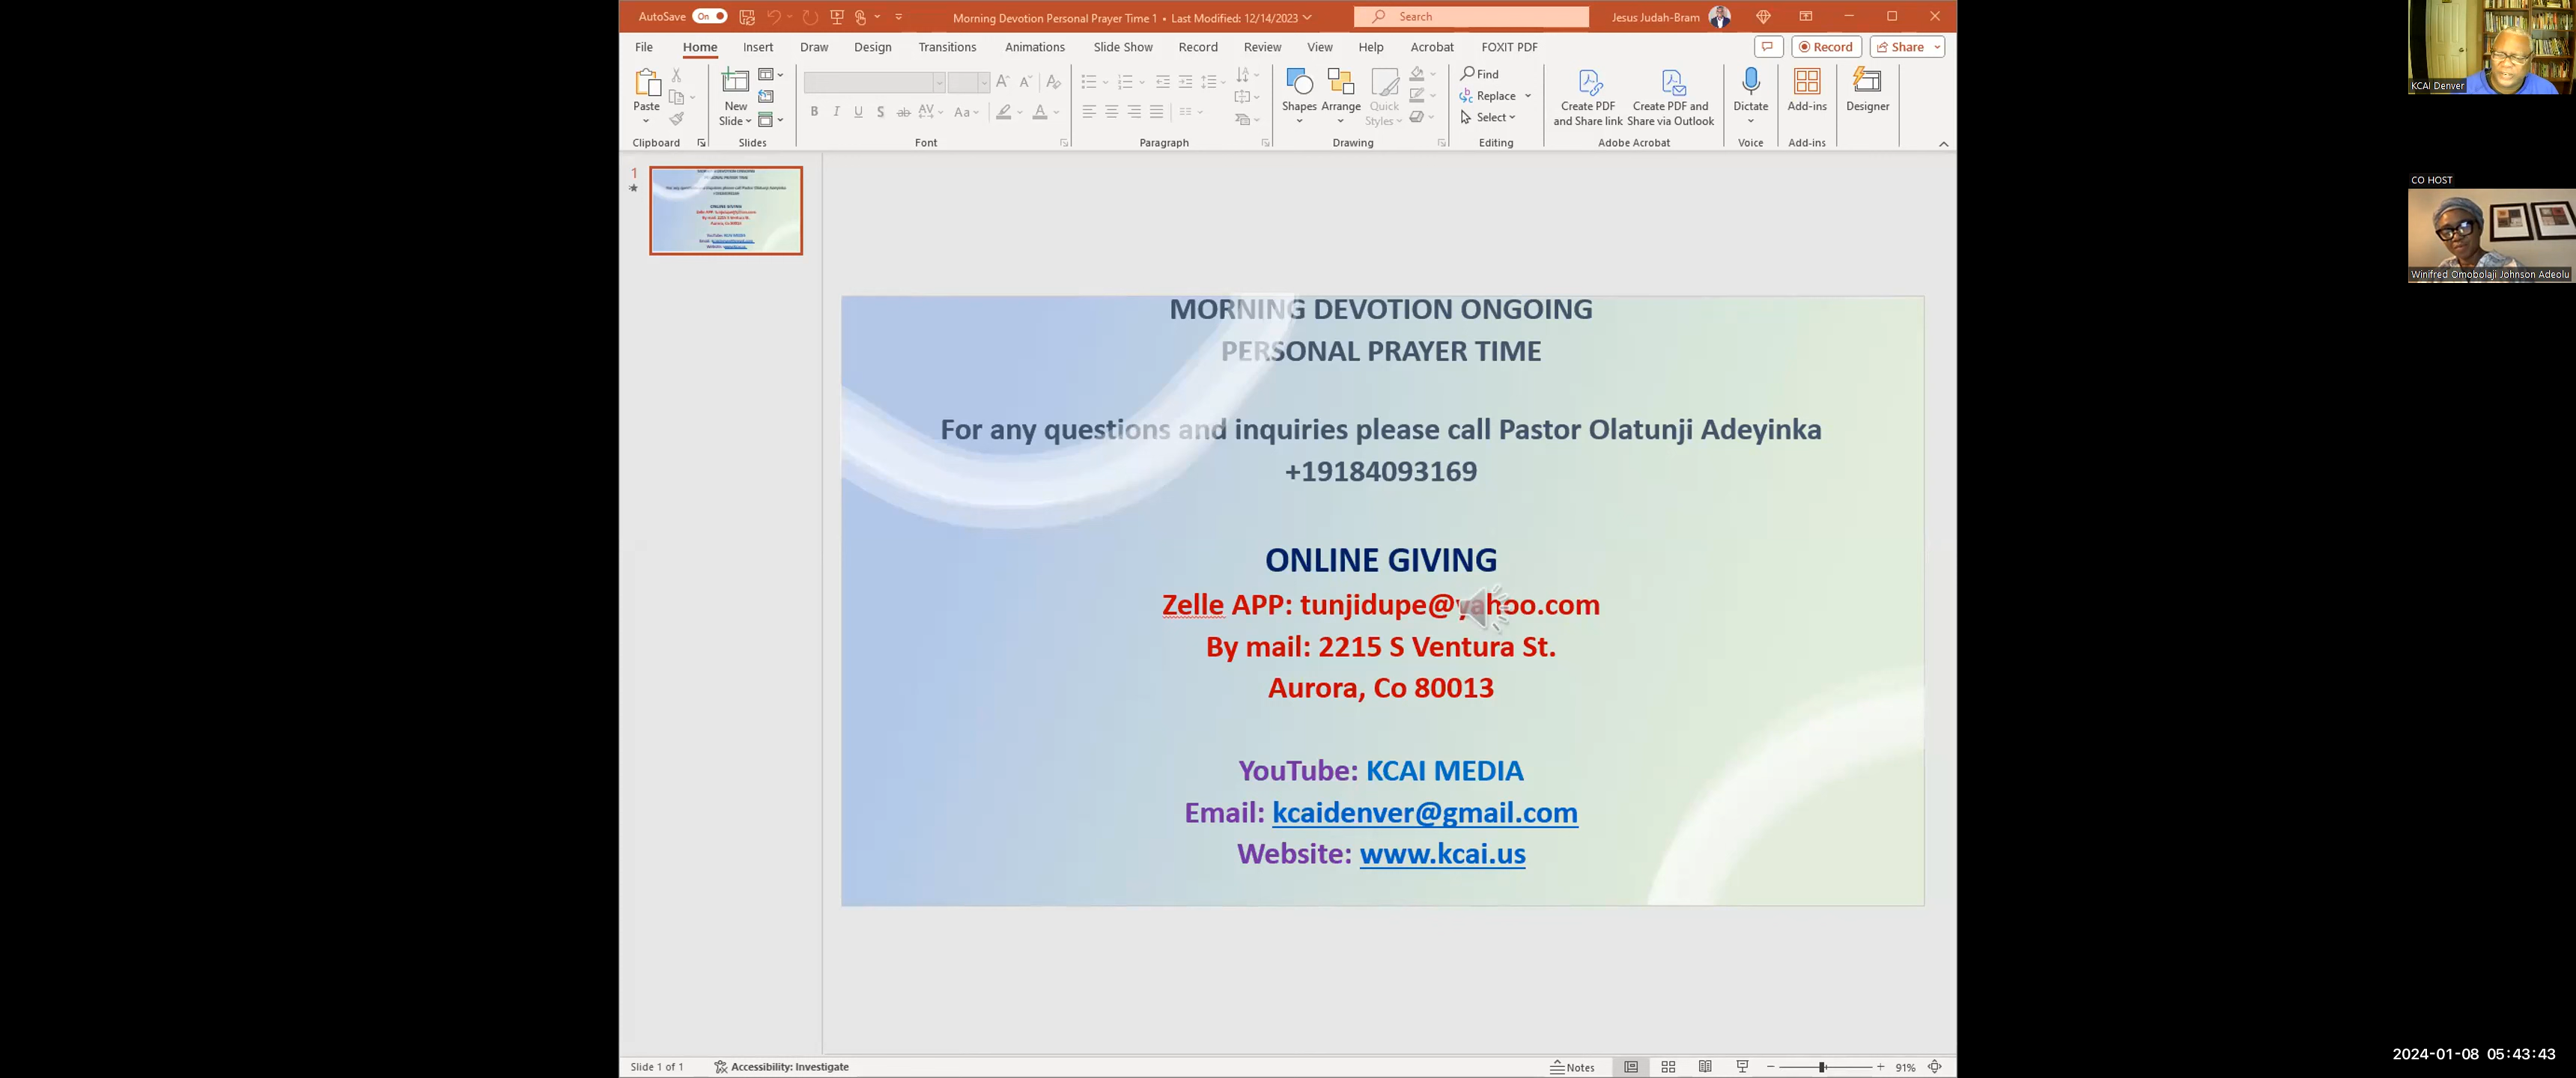 AutoSave On Morning Devotion Personal Prayer Time 1 • Last Modified: 12/14/2023 Search Jesus Judah-Bram
File Home Insert Draw Design Transitions Animations Slide Show Record Review View Help Acrobat FOXIT PDF Record Share
Paste New Slide Shapes Arrange Quick Styles Find Replace Select Create PDF and Share link Create PDF and Share via Outlook Dictate Add-ins Designer
Clipboard Slides Font Paragraph Drawing Editing Adobe Acrobat Voice Add-ins
KCAI Denver
CO HOST
Winifred Omobolaji Johnson Adeolu
1
MORNING DEVOTION ONGOING
PERSONAL PRAYER TIME
For any questions and inquiries please call Pastor Olatunji Adeyinka
+19184093169
ONLINE GIVING
Zelle APP: tunjidupe@yahoo.com
By mail: 2215 S Ventura St.
Aurora, Co 80013
YouTube: KCAI MEDIA
Email: kcaidenver@gmail.com
Website: www.kcai.us
Slide 1 of 1 Accessibility: Investigate Notes 91%
2024-01-08 05:43:43